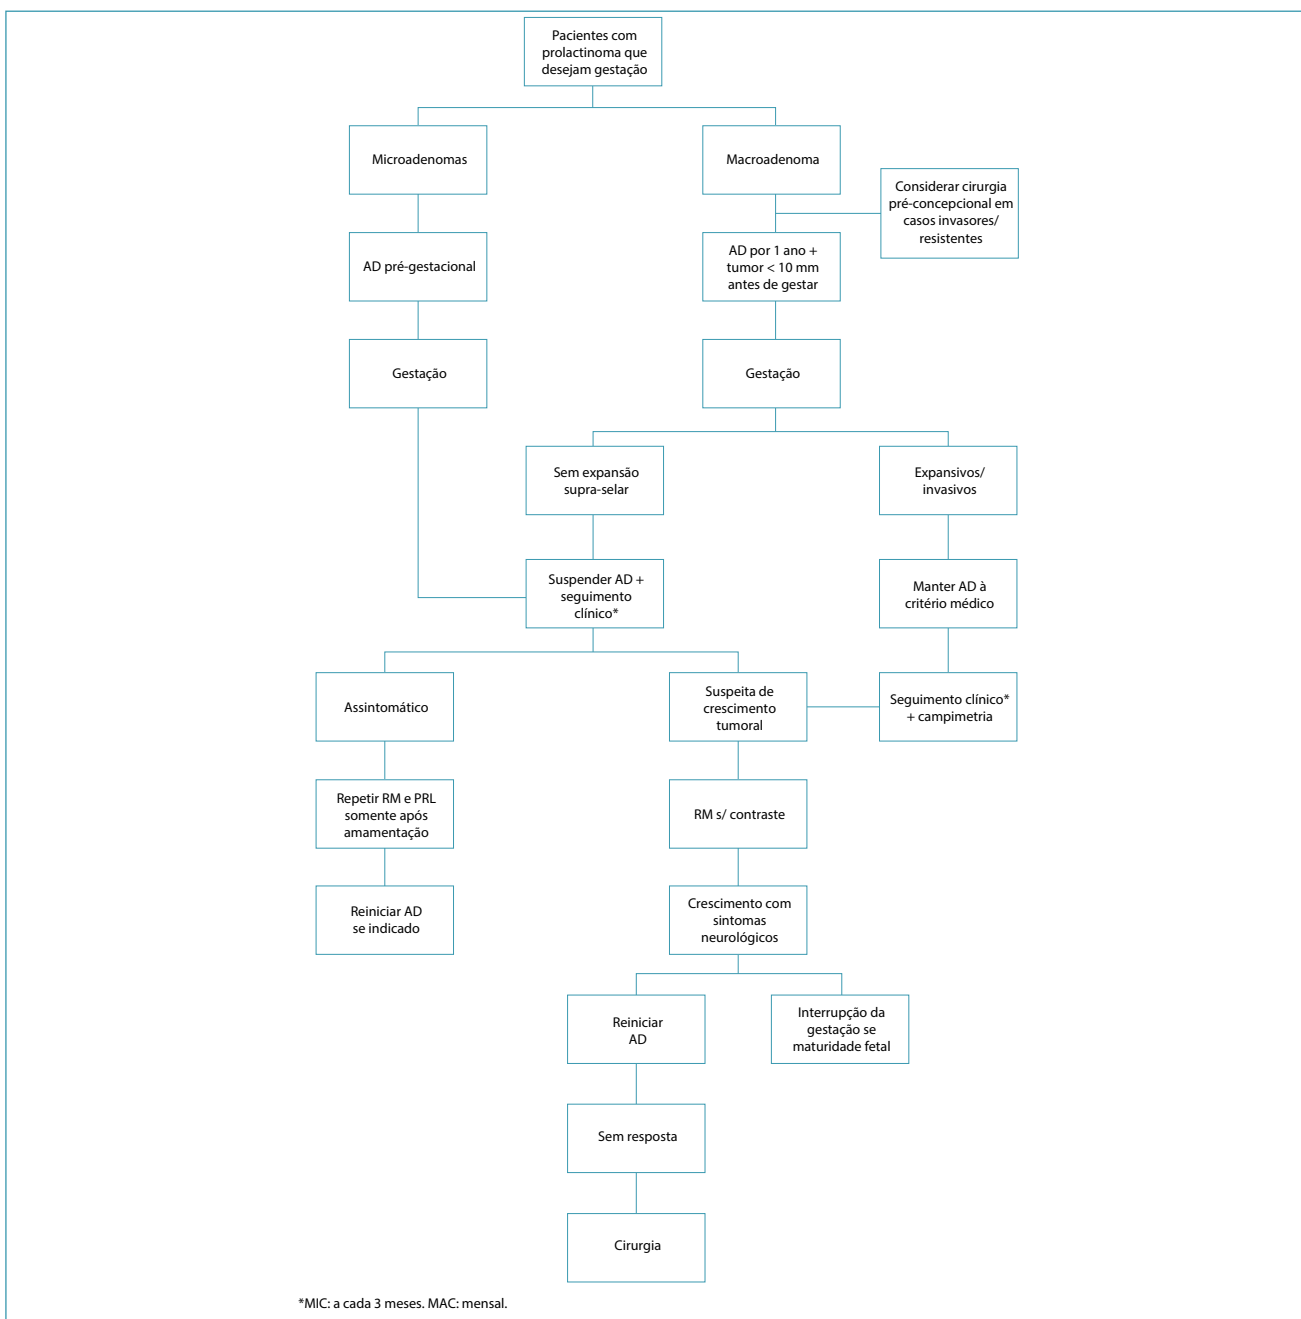 Pacientes com
prolactinoma que
desejam gestação
Microadenomas
Macroadenoma
Considerar cirurgia
pré-concepcional em
casos invasores/
resistentes
AD pré-gestacional
AD por 1 ano +
tumor < 10 mm
antes de gestar
Gestação
Gestação
Sem expansão
supra-selar
Expansivos/
invasivos
Suspender AD +
seguimento
clínico*
Manter AD à
critério médico
Assintomático
Suspeita de
crescimento
tumoral
Seguimento clínico*
+ campimetria
Repetir RM e PRL
somente após
amamentação
RM s/ contraste
Reiniciar AD
se indicado
Crescimento com
sintomas
neurológicos
Reiniciar
AD
Interrupção da
gestação se
maturidade fetal
Sem resposta
Cirurgia
*MIC: a cada 3 meses. MAC: mensal.